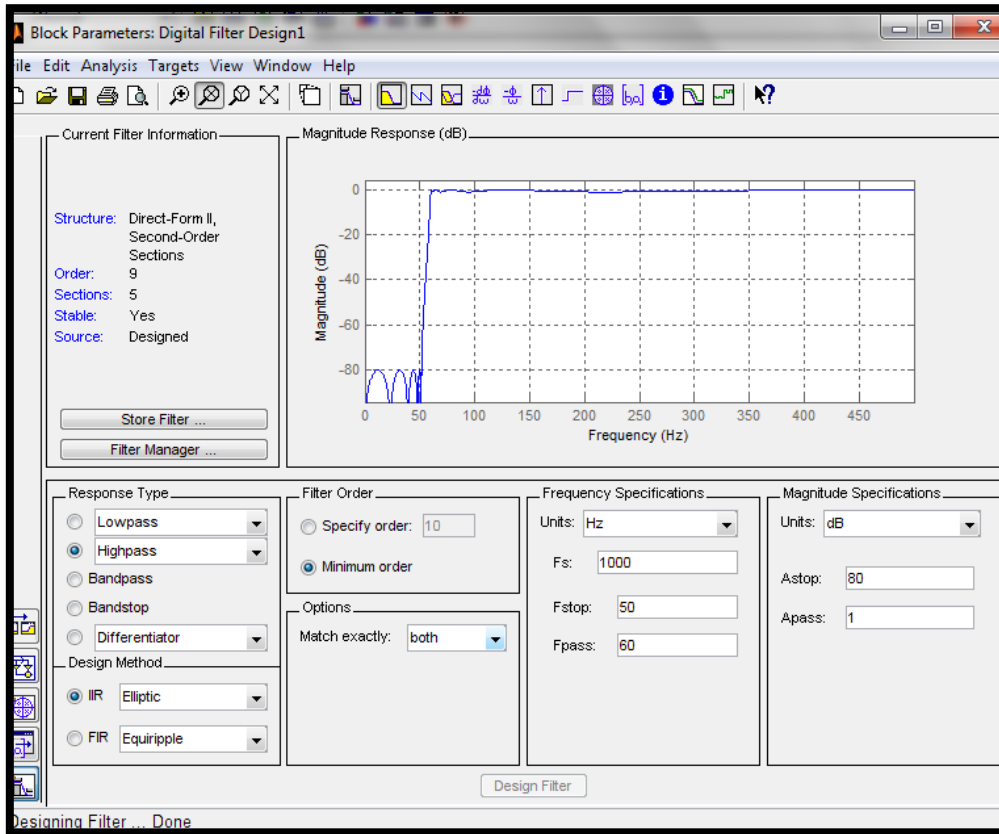 Block Parameters: Digital Filter Design1
File Edit Analysis Targets View Window Help
Current Filter Information
Structure: Direct-Form II,
Second-Order
Sections
Order: 9
Sections: 5
Stable: Yes
Source: Designed
Store Filter ...
Filter Manager ...
Magnitude Response (dB)
Magnitude (dB)
0
-20
-40
-60
-80
0 50 100 150 200 250 300 350 400 450
Frequency (Hz)
Response Type
Lowpass
Highpass
Bandpass
Bandstop
Differentiator
Design Method
IIR Elliptic
FIR Equiripple
Filter Order
Specify order: 10
Minimum order
Options
Match exactly: both
Frequency Specifications
Units: Hz
Fs: 1000
Fstop: 50
Fpass: 60
Magnitude Specifications
Units: dB
Astop: 80
Apass: 1
Design Filter
Designing Filter ... Done